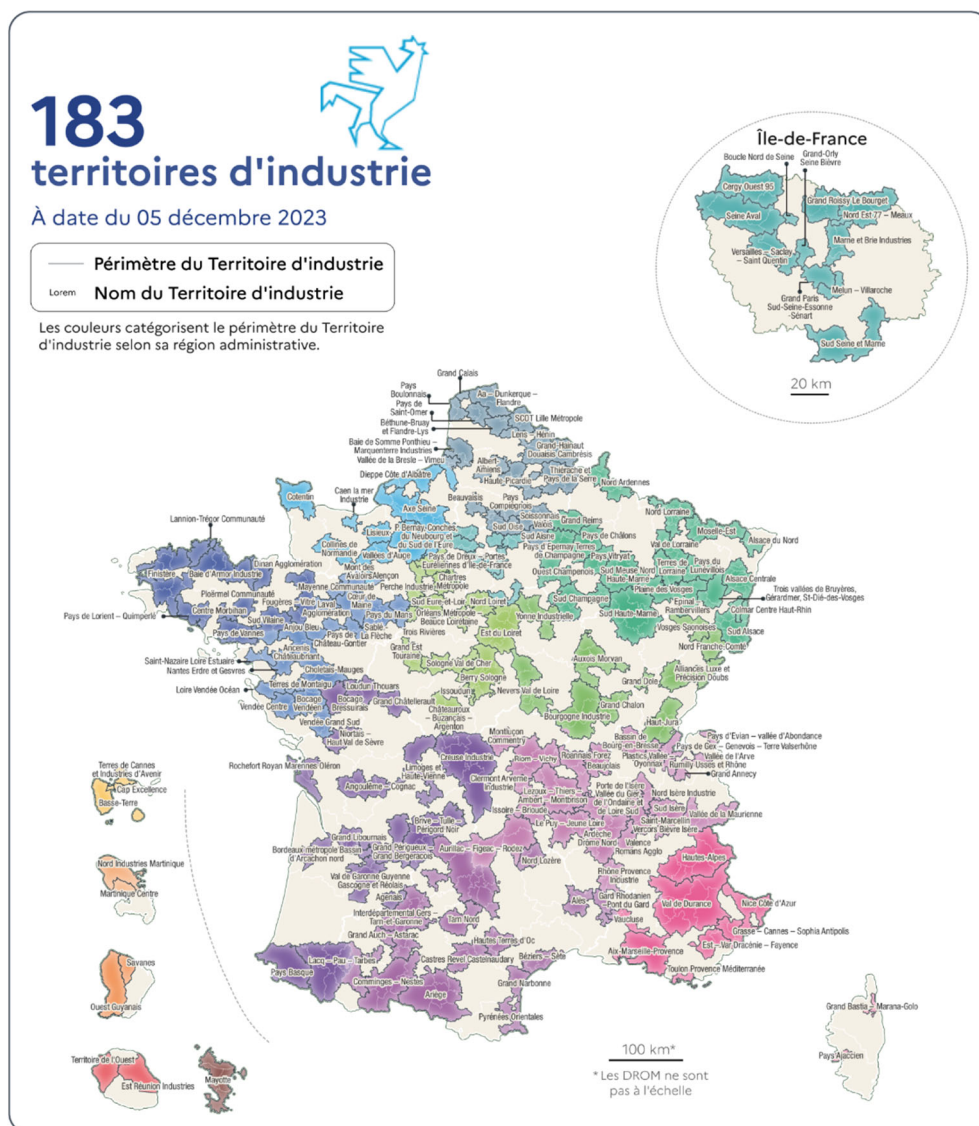 183
territoires d'industrie
À date du 05 décembre 2023
Périmètre du Territoire d'industrie
Lorem
Nom du Territoire d'industrie
Les couleurs catégorisent le périmètre du Territoire
d'industrie selon sa région administrative.
Île-de-France
Boucle Nord de Seine
Grand-Orly
Seine Bièvre
Cergy Ouest 95
Grand Roissy Le Bourget
Seine Aval
Nord Est 77 – Meaux
Versailles – Saclay
– Saint Quentin
Marne et Brie Industries
Melun – Villaroche
Grand Paris
Sud-Seine-Essonne
-Sénart
Sud Seine et Marne
20 km
Grand Calais
Pays
Boulonnais
Pays de
Saint-Omer
Aa – Dunkerque –
Flandre
Béthune-Bruay
et Flandre-Lys
SCOT Lille Métropole
Lens – Hénin
Baie de Somme Ponthieu –
Marquenterre Industries
Vallée de la Bresle – Vimeu
Grand-Hainaut
Douaisis Cambrésis
Albert-
Amiens
Haute-Picardie
Thiérache et
Pays de la Serre
Nord Ardennes
Dieppe Côte d'Albâtre
Cotentin
Caen la mer
Industrie
Axe Seine
Beauvaisis
Pays
Compiégnois
Soissonnais
Valois
Sud Oise
Sud Aisne
Grand Reims
Nord Lorraine
Moselle-Est
Alsace du Nord
Lannion-Trégor Communauté
Lisieux
Bernay-Conches,
du Neubourg et
du Sud de l'Eure
Collines de
Normandie
Vallées d'Auge
Pays de Châlons
Val de Lorraine
Pays d'Epernay Terres
de Champagne
Pays Vitryats
Terres de
Lorraine
Pays du
Lunévillois
Finistère
Baie d'Armor Industrie
Dinan Agglomération
Mont des
Avaloirs
Alençon
Pays de Dreux – Portes
Euréliennes d'Île-de-France
Ouest Champenois
Sud Meuse Nord
Haute-Marne
Alsace Centrale
Ploërmel Communauté
Mayenne Communauté
Perche Industrie
Chartres
Métropole
Plaine des Vosges
Trois vallées de Bruyères,
Gérardmer, St-Dié-des-Vosges
Centre Morbihan
Fougères
Vitré
Laval
Agglomération
Cœur de
Maine
Sud Eure-et-Loir
Nord Loiret
Sud Champagne
Epinal
Rambervillers
Colmar Centre Haut-Rhin
Pays de Lorient – Quimperlé
Sud Vilaine
Anjou Bleu
Sablé
Pays du Mans
Orléans Métropole
Beauce Loiretaine
Yonne Industrielle
Sud Haute-Marne
Vosges Saônoises
Sud Alsace
Pays de Vannes
Ancenis
Châteaubriant
Pays de
Château-Gontier
La Flèche
Trois Rivières
Est du Loiret
Nord Franche-Comté
Saint-Nazaire Loire Estuaire
Nantes Erdre et Gesvres
Choletais-Mauges
Grand Est
Touraine
Sologne Val de Cher
Auxois Morvan
Alliances Luxe et
Précision Doubs
Loire Vendée Océan
Terres de Montaigu
Loudun Thouars
Berry Sologne
Grand Dole
Vendée Centre
Bocage
Vendéen
Bocage
Bressuirais
Grand Châtellerault
Issoudun
Nevers Val de Loire
Grand Chalon
Vendée Grand Sud
Châteauroux
– Buzançais –
Argenton
Bourgogne Industrie
Haut-Jura
Niortais –
Haut Val de Sèvre
Montluçon
Commentry
Bassin de
Bourg-en-Bresse
Pays d'Evian – vallée d'Abondance
Pays de Gex – Genevois – Terre Valserhône
Rochefort Royan Marennes Oléron
Creuse Industrie
Riom – Vichy
Roannais Forez
Beaujolais
Plastics Vallée –
Oyonnax
Vallée de l'Arve
Rumilly Usses et Rhône
Grand Annecy
Limoges et
Haute-Vienne
Clermont Arverne
Industrie
Angoulême – Cognac
Lezoux – Thiers –
Ambert – Montbrison
Porte de l'Isère
Vallée du Gier
de l'Ondaine et
de Loire Sud
Nord Isère Industrie
Issoire – Brioude
Sud Isère
Vallée de la Maurienne
Terres de Cannes
et Industries d'Avenir
Cap Excellence
Basse-Terre
Brive – Tulle
Périgord Noir
Le Puy – Jeune Loire
Saint-Marcellin
Vercors Bièvre Isère
Grand Libournais
Bordeaux métropole Bassin
d'Arcachon nord
Grand Périgueux
Grand Bergeracois
Aurillac – Figeac – Rodez
Ardèche
Drôme Nord
Valence
Romans Agglo
Nord Lozère
Hautes-Alpes
Nord Industries Martinique
Martinique Centre
Val de Garonne Guyenne
Gascogne et Réolais
Rhône Provence
Industrie
Agenais
Alès
Gard Rhodanien
– Pont du Gard
Val de Durance
Nice Côte d'Azur
Interdépartemental Gers –
Tarn-et-Garonne
Tarn Nord
Vaucluse
Grasse – Cannes – Sophia Antipolis
Grand Auch – Astarac
Hautes Terres d'Oc
Est – Var Dracénie – Fayence
Savanes
Ouest Guyanais
Lacq – Pau – Tarbes
Castres Revel Castelnaudary
Béziers – Sète
Aix-Marseille-Provence
Toulon Provence Méditerranée
Pays Basque
Comminges – Nestes
Ariège
Grand Narbonne
Pyrénées Orientales
Grand Bastia – Marana-Golo
Pays Ajaccien
Territoire de l'Ouest
Est Réunion Industries
Mayotte
100 km*
* Les DROM ne sont
pas à l'échelle